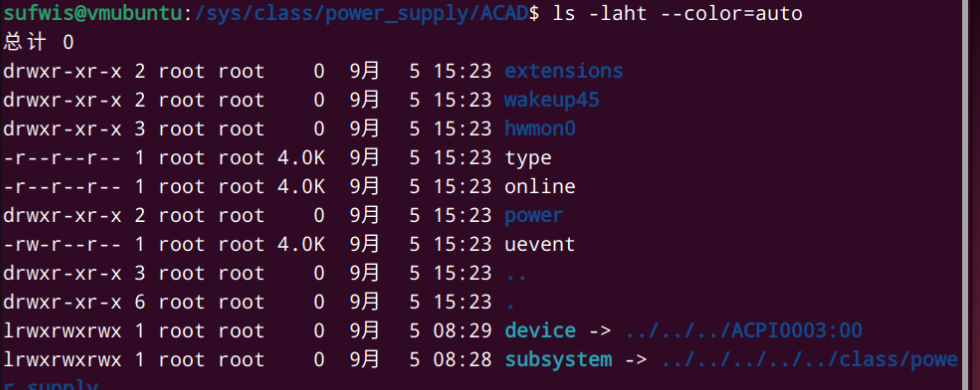 sufwis@vmubuntu:/sys/class/power_supply/ACAD$ ls -laht --color=auto
总计 0
drwxr-xr-x 2 root root    0  9月   5 15:23 extensions
drwxr-xr-x 2 root root    0  9月   5 15:23 wakeup45
drwxr-xr-x 3 root root    0  9月   5 15:23 hwmon0
-r--r--r-- 1 root root 4.0K  9月   5 15:23 type
-r--r--r-- 1 root root 4.0K  9月   5 15:23 online
drwxr-xr-x 2 root root    0  9月   5 15:23 power
-rw-r--r-- 1 root root 4.0K  9月   5 15:23 uevent
drwxr-xr-x 3 root root    0  9月   5 15:23 ..
drwxr-xr-x 6 root root    0  9月   5 15:23 .
lrwxrwxrwx 1 root root    0  9月   5 08:29 device -> ../../../ACPI0003:00
lrwxrwxrwx 1 root root    0  9月   5 08:28 subsystem -> ../../../../../class/powe
r_supply